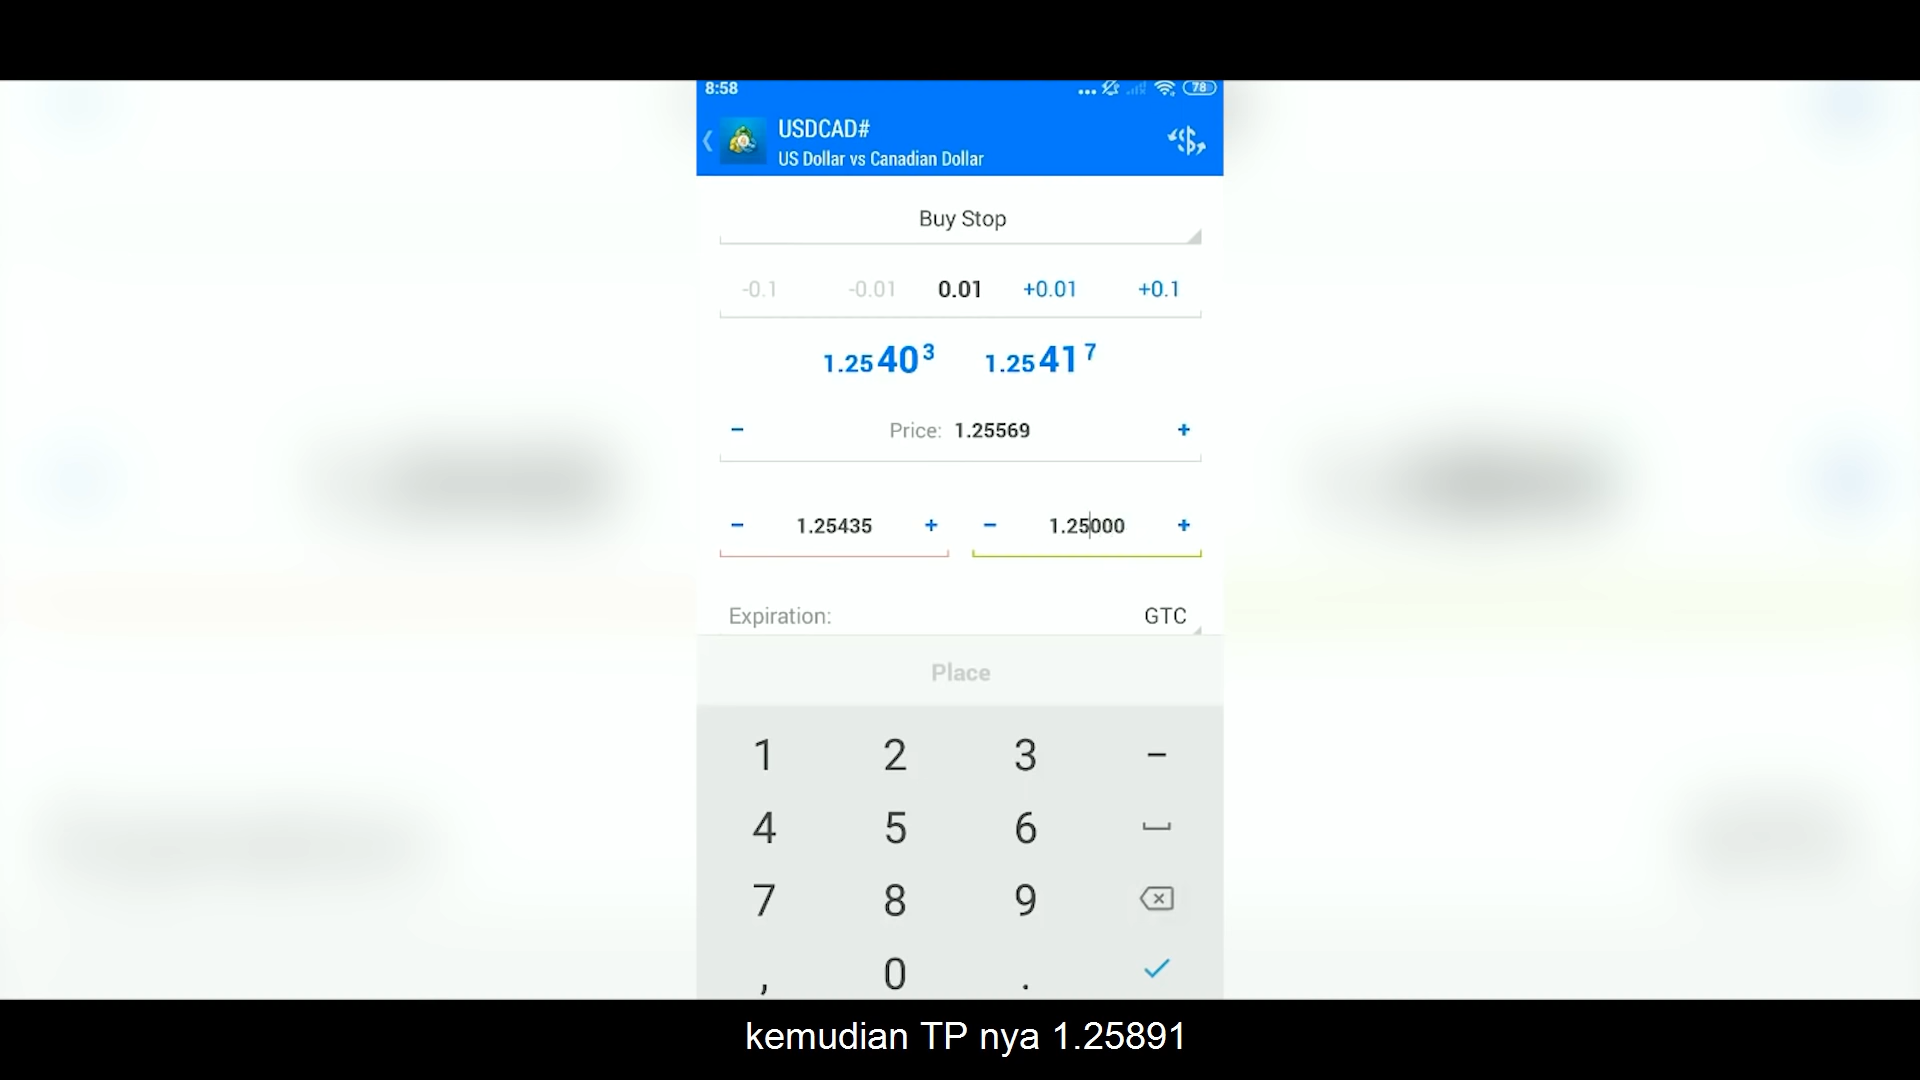 8:58
78
USDCAD#
US Dollar vs Canadian Dollar
Buy Stop
-0.1 -0.01 0.01 +0.01 +0.1
1.25403 1.25417
- Price: 1.25569 +
- 1.25435 + - 1.25000 +
Expiration: GTC
Place
1 2 3 -
4 5 6
7 8 9
, 0 .
kemudian TP nya 1.25891